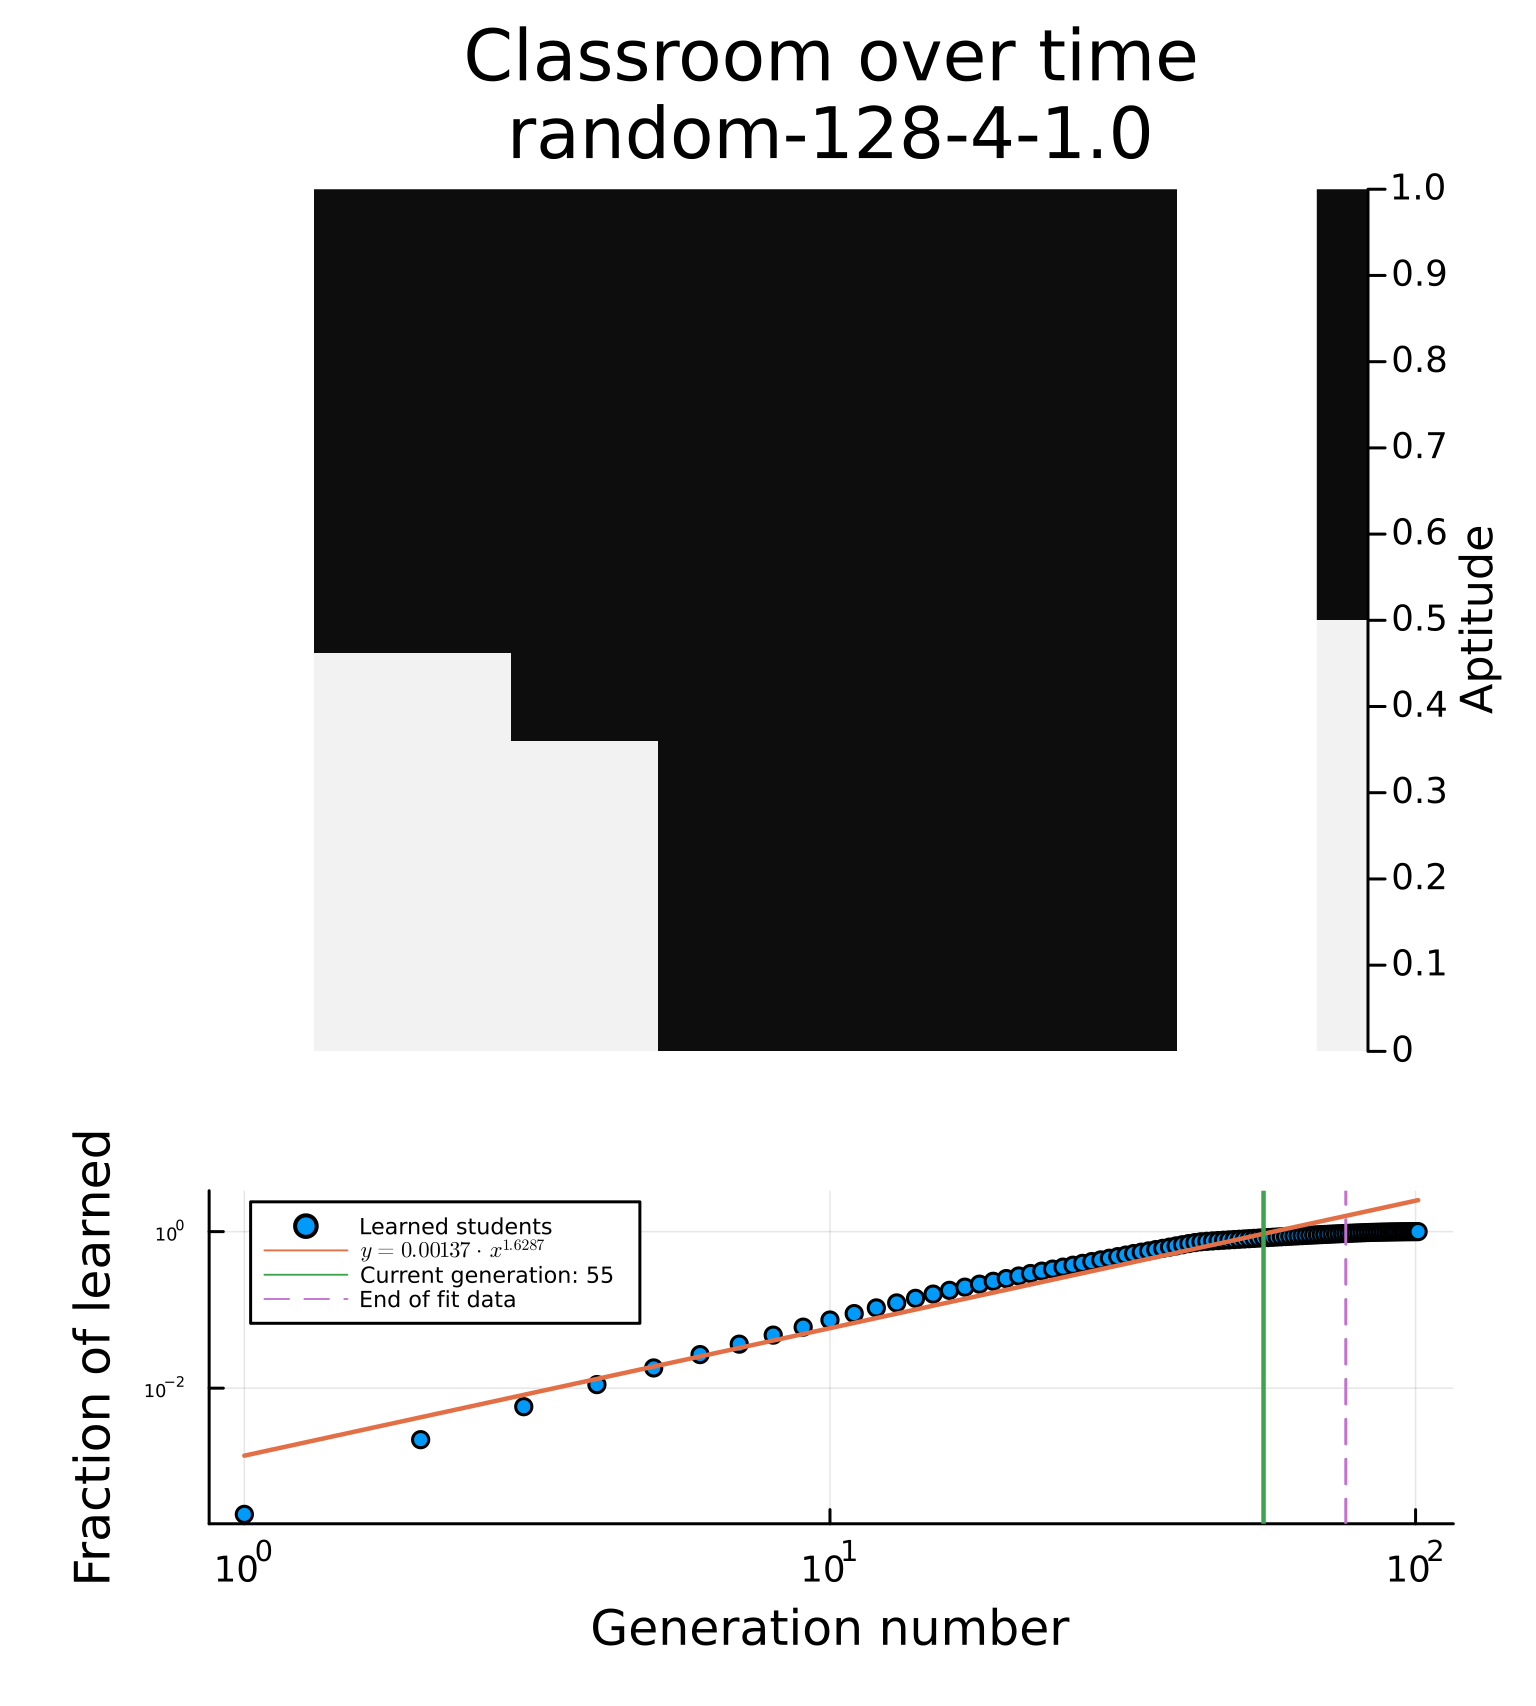 Classroom over time
random-128-4-1.0
1.0
0.9
0.8
0.7
0.6
0.5
0.4
0.3
0.2
0.1
0
Aptitude
Fraction of learned
10⁰
10⁻²
Learned students
y = 0.00137 · x^1.6287
Current generation: 55
End of fit data
10⁰
10¹
10²
Generation number